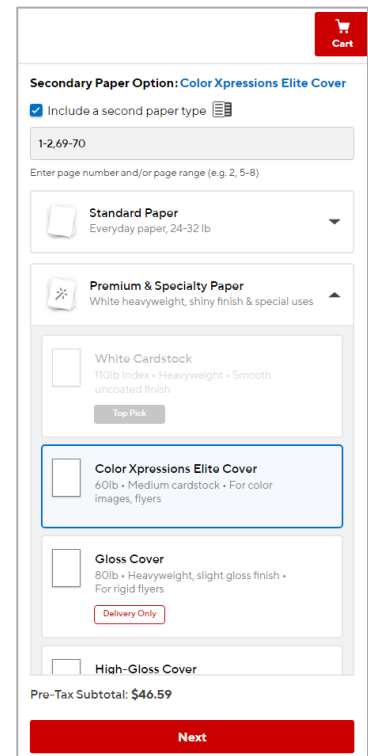 Cart
Secondary Paper Option: Color Xpressions Elite Cover
Include a second paper type
1-2,69-70
Enter page number and/or page range (e.g. 2, 5-8)
Standard Paper
Everyday paper, 24-32 lb
Premium & Specialty Paper
White heavyweight, shiny finish & special uses
White Cardstock
110lb Index • Heavyweight • Smooth
uncoated finish
Top Pick
Color Xpressions Elite Cover
60lb • Medium cardstock • For color
images, flyers
Gloss Cover
80lb • Heavyweight, slight gloss finish •
For rigid flyers
Delivery Only
High-Gloss Cover
Pre-Tax Subtotal: $46.59
Next